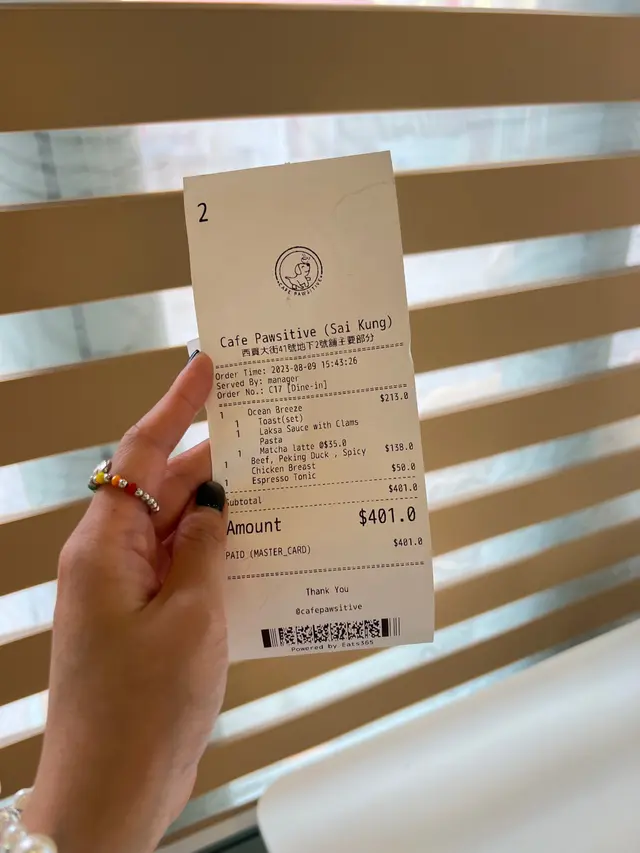 2
CAFE PAWSITIVE
Cafe Pawsitive (Sai Kung)
西貢大街41號地下2號舖主要部分
Order Time: 2023-08-09 15:43:26
Served By: manager
Order No.: C17 [Dine-in]
1 Ocean Breeze $213.0
1 Toast(set)
1 Laksa Sauce with Clams
Pasta
1 Matcha latte @$35.0
1 Beef, Peking Duck , Spicy $138.0
Chicken Breast
1 Espresso Tonic $50.0
Subtotal $401.0
Amount $401.0
PAID (MASTER_CARD) $401.0
Thank You
@cafepawsitive
Powered by Eats365